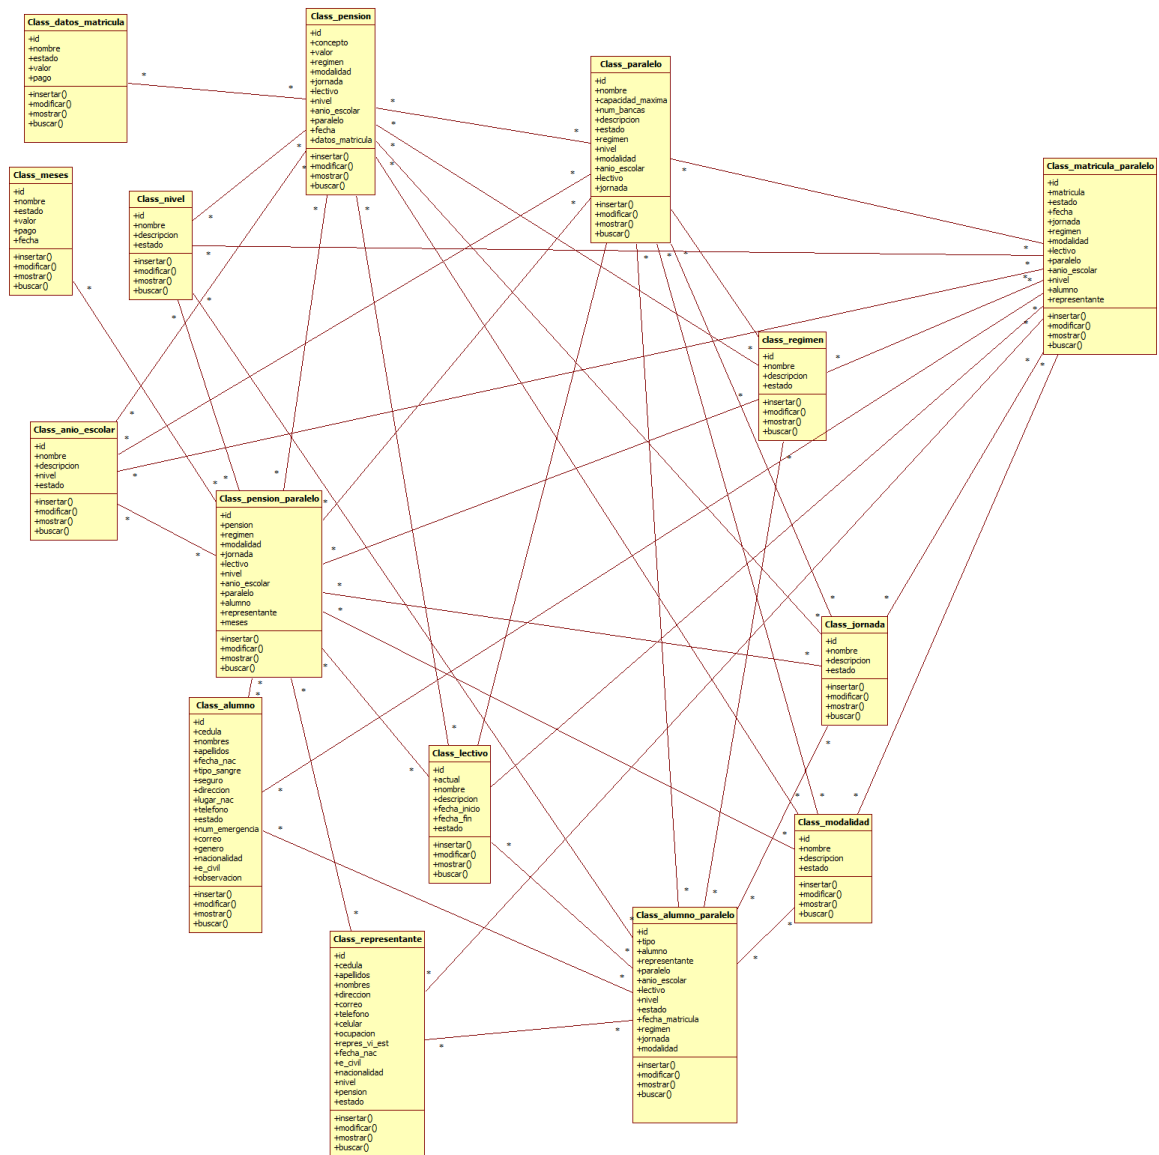 Class_datos_matricula
+id
+nombre
+estado
+valor
+pago
+insertar()
+modificar()
+mostrar()
+buscar()
Class_pension
+id
+concepto
+valor
+regimen
+modalidad
+jornada
+lectivo
+nivel
+anio_escolar
+paralelo
+fecha
+datos_matricula
+insertar()
+modificar()
+mostrar()
+buscar()
Class_paralelo
+id
+nombre
+capacidad_maxima
+num_bancas
+descripcion
+estado
+regimen
+nivel
+modalidad
+anio_escolar
+lectivo
+jornada
+insertar()
+modificar()
+mostrar()
+buscar()
Class_matricula_paralelo
+id
+matricula
+estado
+fecha
+jornada
+regimen
+modalidad
+lectivo
+paralelo
+anio_escolar
+nivel
+alumno
+representante
+insertar()
+modificar()
+mostrar()
+buscar()
Class_meses
+id
+nombre
+estado
+valor
+pago
+fecha
+insertar()
+modificar()
+mostrar()
+buscar()
Class_nivel
+id
+nombre
+descripcion
+estado
+insertar()
+modificar()
+mostrar()
+buscar()
class_regimen
+id
+nombre
+descripcion
+estado
+insertar()
+modificar()
+mostrar()
+buscar()
Class_anio_escolar
+id
+nombre
+descripcion
+nivel
+estado
+insertar()
+modificar()
+mostrar()
+buscar()
Class_pension_paralelo
+id
+pension
+regimen
+modalidad
+jornada
+lectivo
+nivel
+anio_escolar
+paralelo
+alumno
+representante
+meses
+insertar()
+modificar()
+mostrar()
+buscar()
Class_jornada
+id
+nombre
+descripcion
+estado
+insertar()
+modificar()
+mostrar()
+buscar()
Class_alumno
+id
+cedula
+nombres
+apellidos
+fecha_nac
+tipo_sangre
+seguro
+direccion
+lugar_nac
+telefono
+estado
+num_emergencia
+correo
+genero
+nacionalidad
+e_civil
+observacion
+insertar()
+modificar()
+mostrar()
+buscar()
Class_lectivo
+id
+actual
+nombre
+descripcion
+fecha_inicio
+fecha_fin
+estado
+insertar()
+modificar()
+mostrar()
+buscar()
Class_modalidad
+id
+nombre
+descripcion
+estado
+insertar()
+modificar()
+mostrar()
+buscar()
Class_representante
+id
+cedula
+apellidos
+nombres
+direccion
+correo
+telefono
+celular
+ocupacion
+repres_vi_est
+fecha_nac
+e_civil
+nacionalidad
+nivel
+pension
+estado
+insertar()
+modificar()
+mostrar()
+buscar()
Class_alumno_paralelo
+id
+tipo
+alumno
+representante
+paralelo
+anio_escolar
+lectivo
+nivel
+estado
+fecha_matricula
+regimen
+jornada
+modalidad
+insertar()
+modificar()
+mostrar()
+buscar()